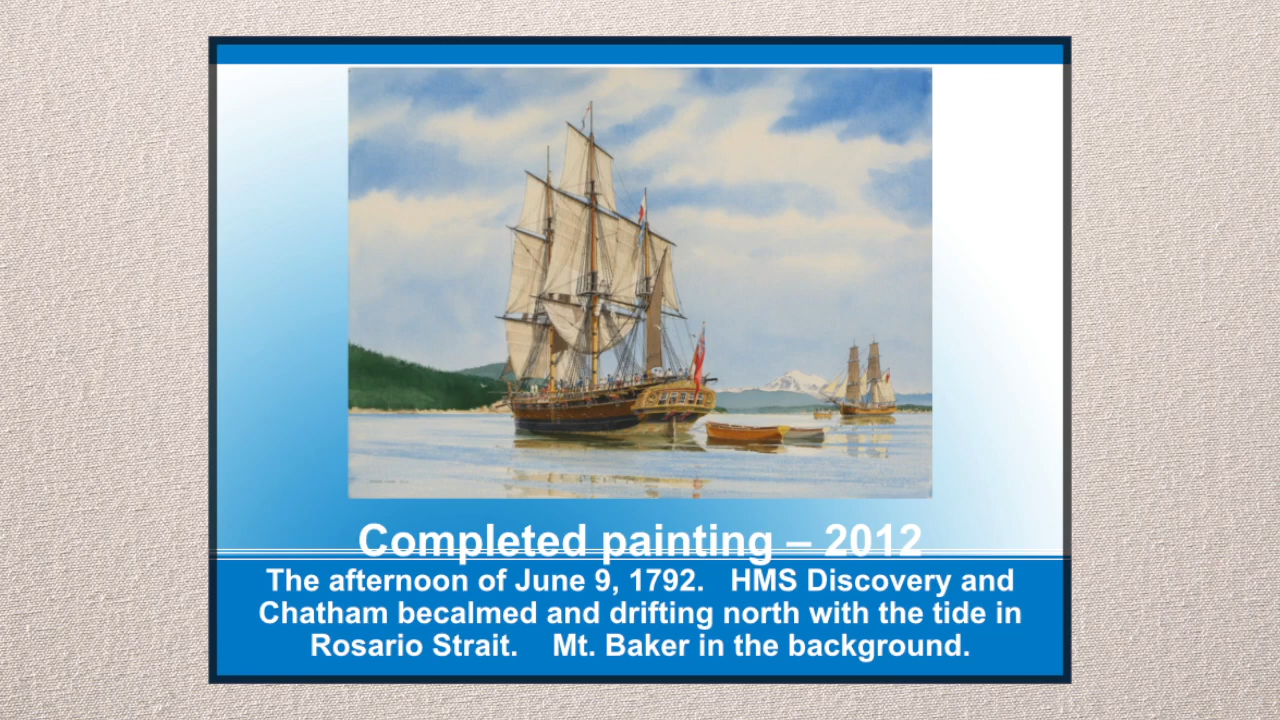 Completed painting – 2012
The afternoon of June 9, 1792. HMS Discovery and
Chatham becalmed and drifting north with the tide in
Rosario Strait. Mt. Baker in the background.